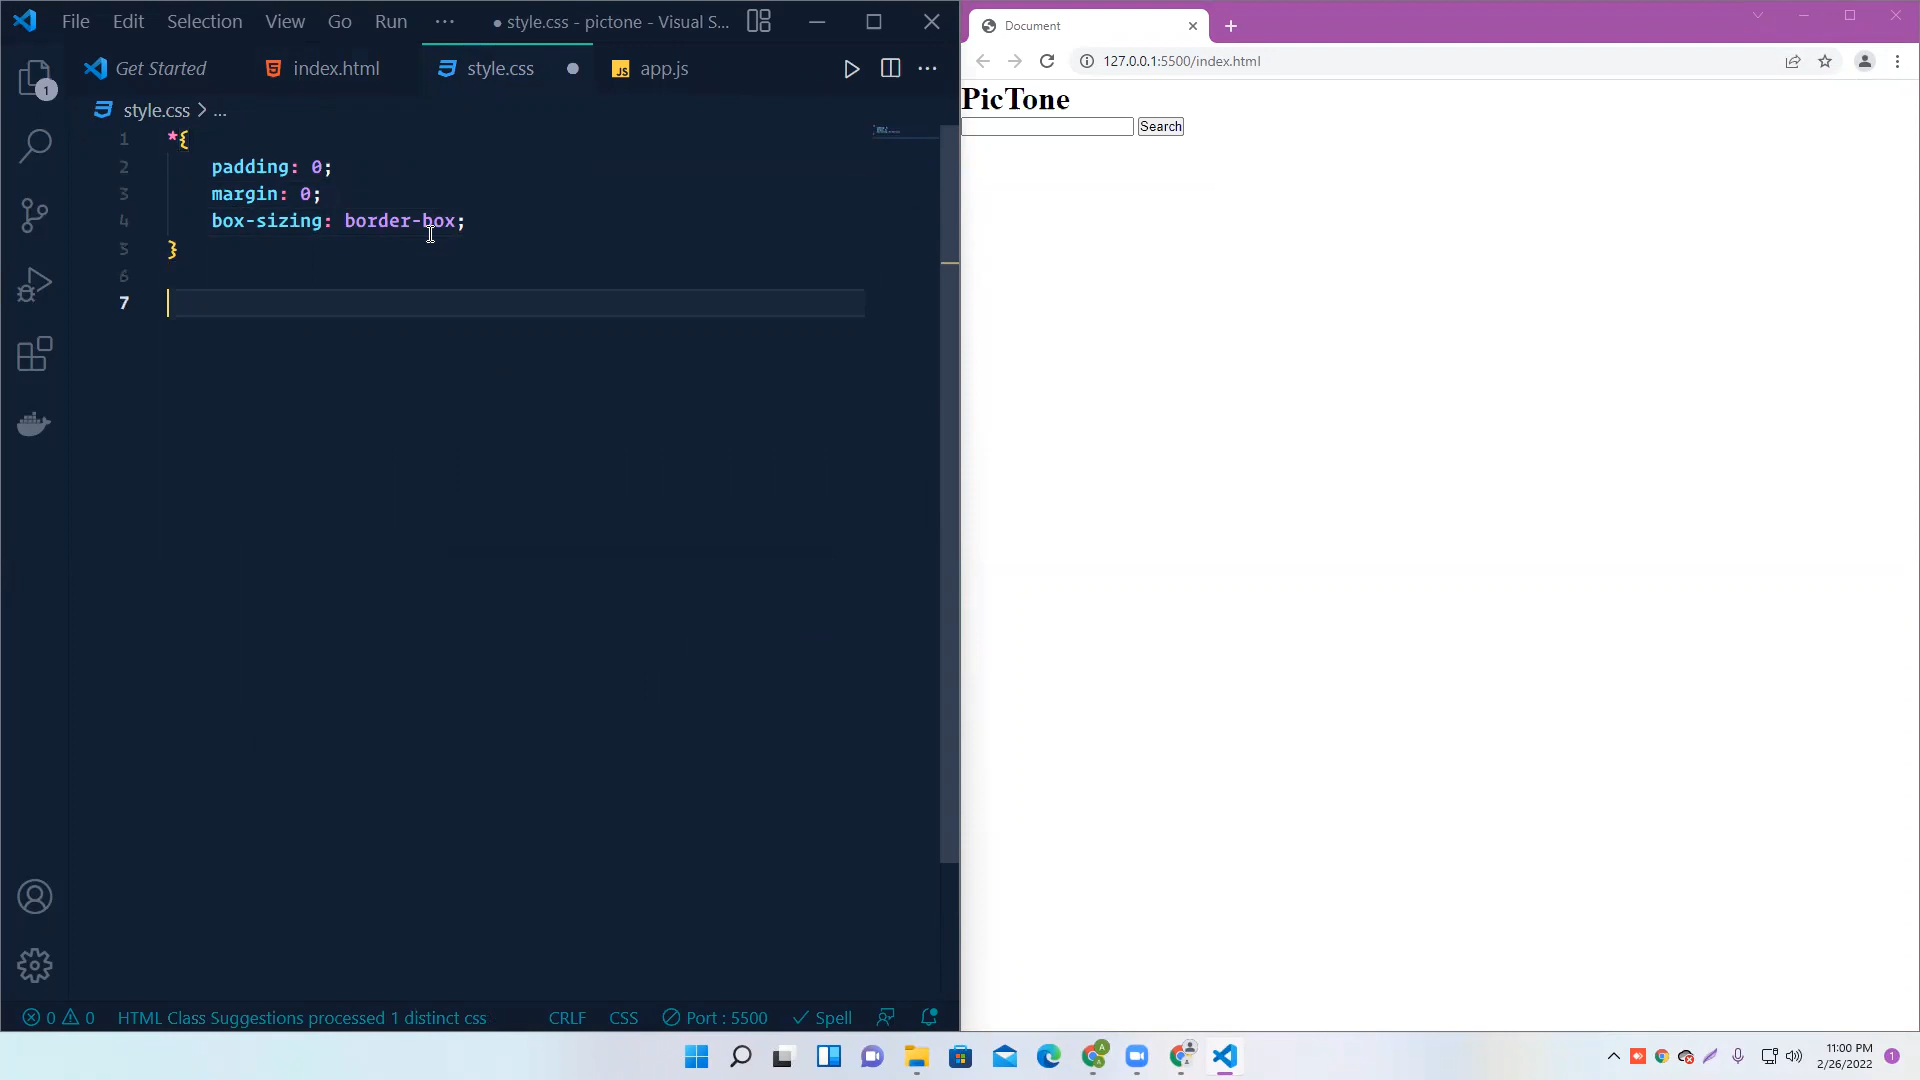 File Edit Selection View Go Run ··· ● style.css - pictone - Visual S...
Get Started index.html style.css ● JS app.js ···
1
style.css > ...
1 *{
2 padding: 0;
3 margin: 0;
4 box-sizing: border-box;
5 }
6
7
0 0 HTML Class Suggestions processed 1 distinct css CRLF CSS Port : 5500 Spell
Document
127.0.0.1:5500/index.html
PicTone
Search
A
11:00 PM
2/26/2022
1